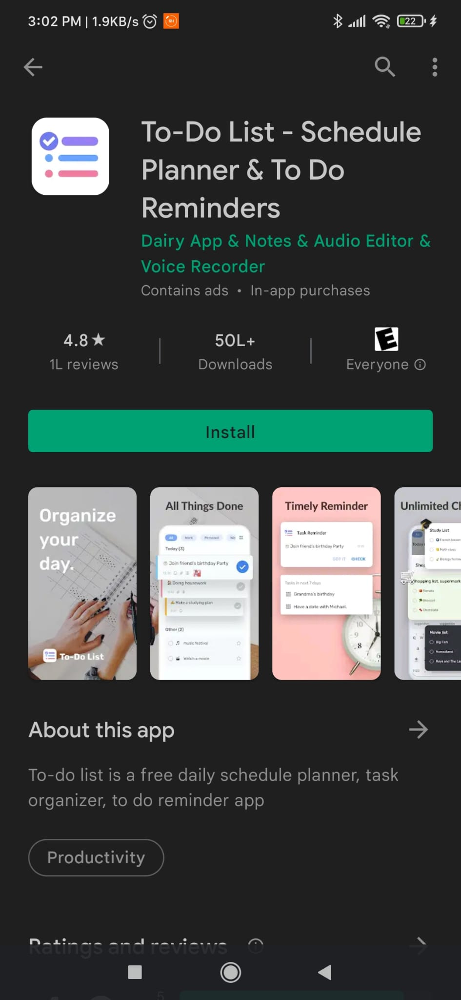 3:02 PM | 1.9KB/s
22
To-Do List - Schedule
Planner & To Do
Reminders
Dairy App & Notes & Audio Editor &
Voice Recorder
Contains ads • In-app purchases
4.8★
1L reviews
50L+
Downloads
E
Everyone
Install
Organize
your
day.
To-Do List
All Things Done
All Work Personal
Today (3)
Join friend's birthday Party
Doing housework
Make a studying plan
Other (2)
music festival
Watch a movie
Timely Reminder
Task Reminder
Join friend's birthday Party
GOT IT CHECK
Tasks in next 7 days
Grandma's birthday
Have a date with Michael.
Unlimited Ch
Study List
French lesson
Math class
Biology
Today
Shopping list, supermark
Tomato
Broccoli
Chocolate
Movie list
Big Fish
Nomadland
Raya and The La
About this app
To-do list is a free daily schedule planner, task
organizer, to do reminder app
Productivity
Ratings and reviews
5